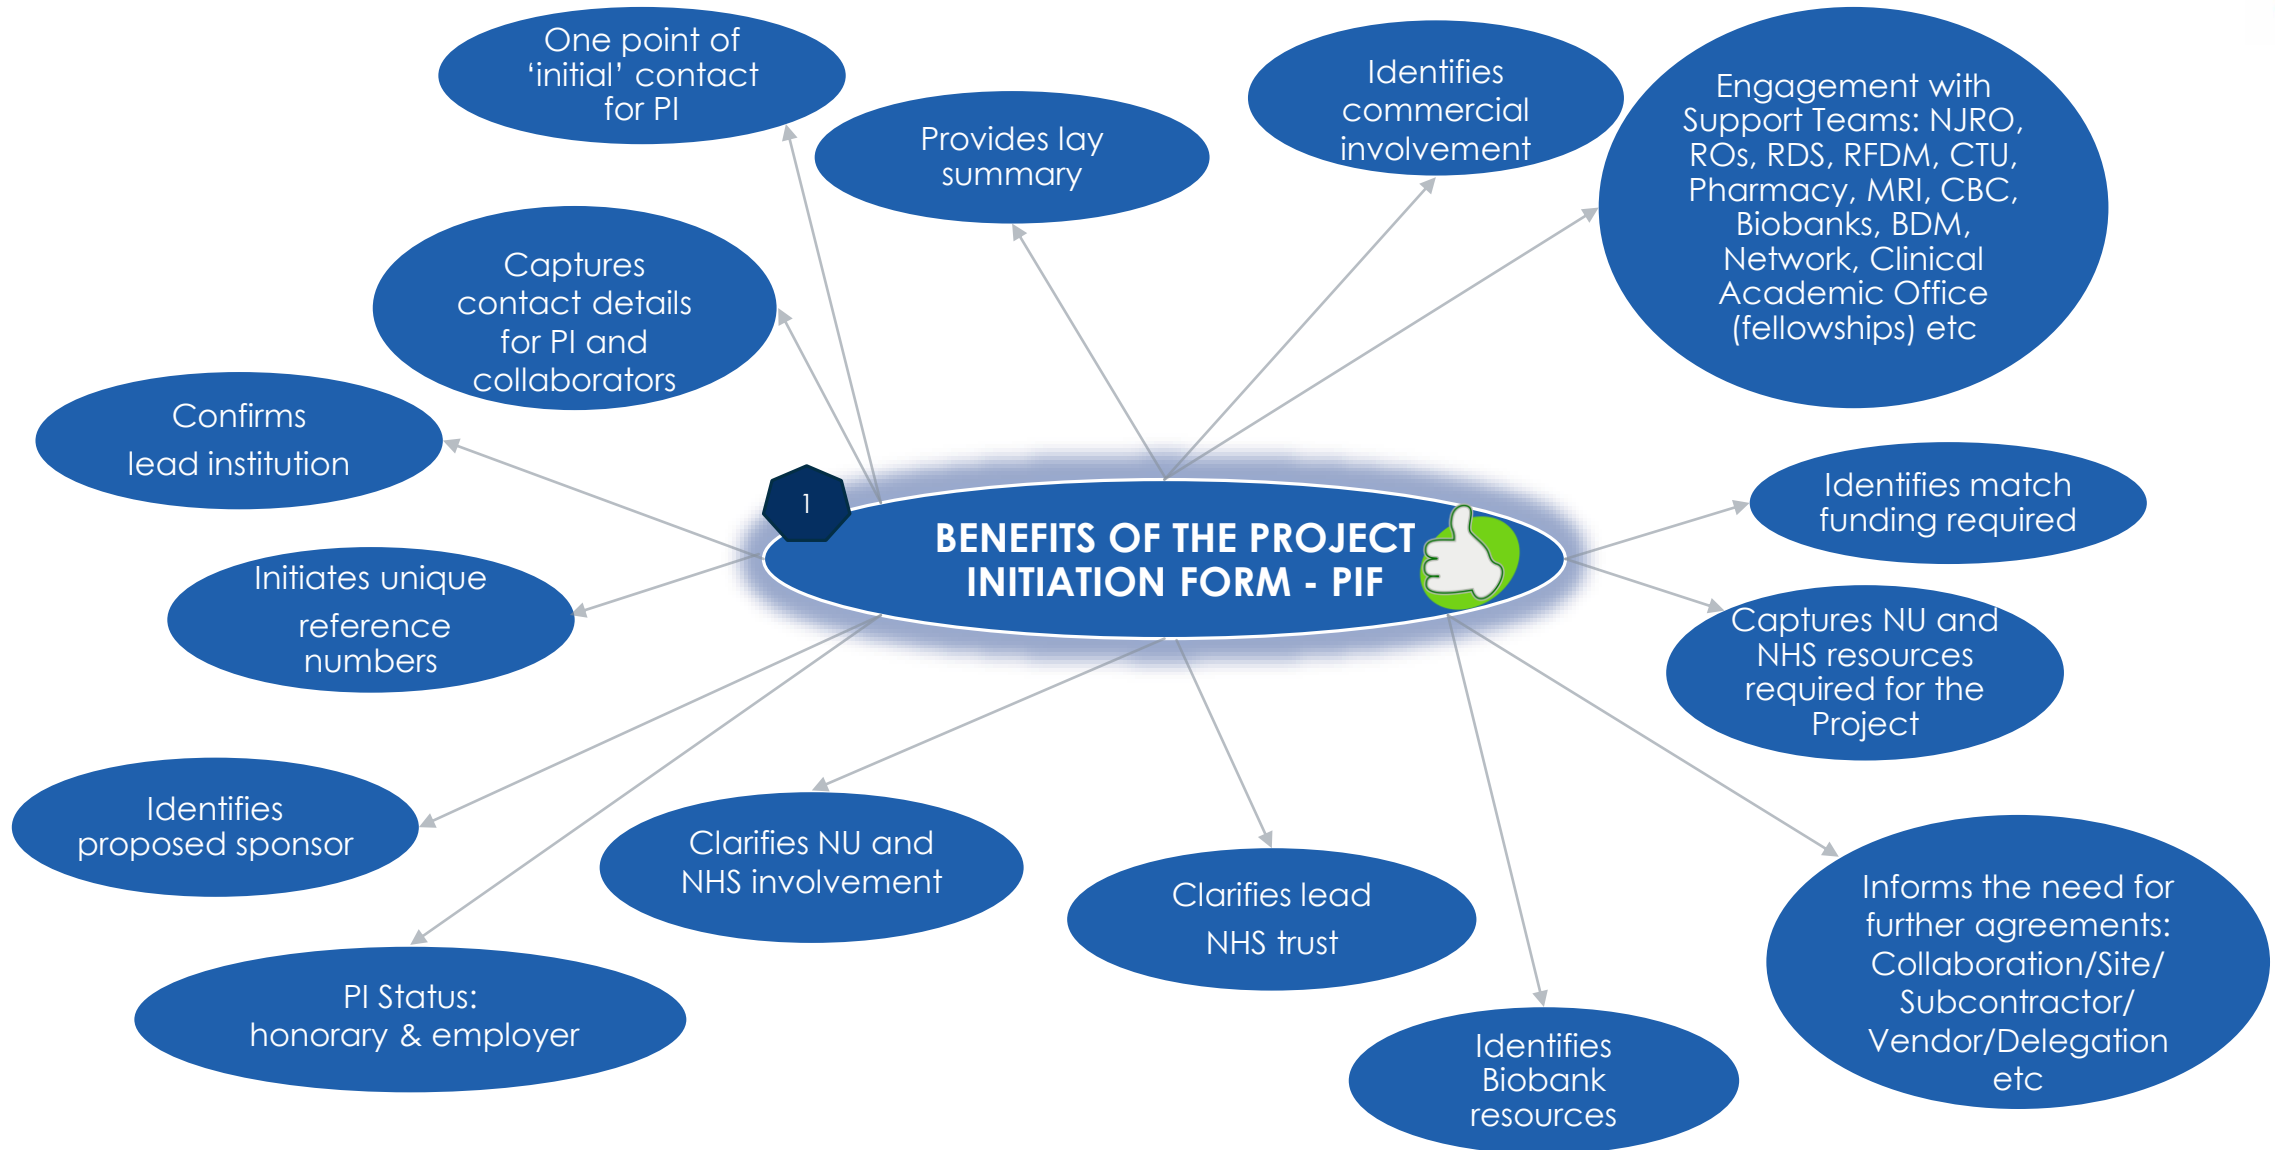 One point of
‘initial’ contact
for PI
Provides lay
summary
Identifies
commercial
involvement
Engagement with
Support Teams: NJRO,
ROs, RDS, RFDM, CTU,
Pharmacy, MRI, CBC,
Biobanks, BDM,
Network, Clinical
Academic Office
(fellowships) etc
Captures
contact details
for PI and
collaborators
Confirms
lead institution
1
BENEFITS OF THE PROJECT
INITIATION FORM - PIF
Identifies match
funding required
Initiates unique
reference
numbers
Captures NU and
NHS resources
required for the
Project
Identifies
proposed sponsor
Clarifies NU and
NHS involvement
Clarifies lead
NHS trust
Informs the need for
further agreements:
Collaboration/Site/
Subcontractor/
Vendor/Delegation
etc
PI Status:
honorary & employer
Identifies
Biobank
resources